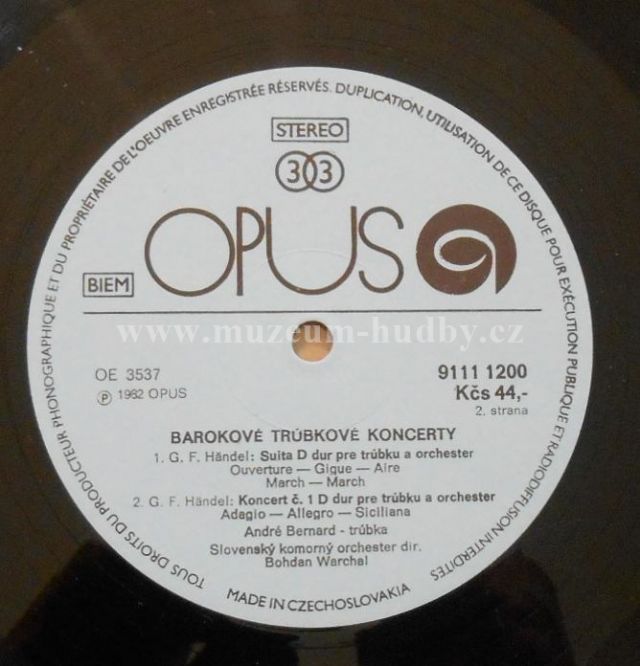 TOUS DROITS DU PRODUCTEUR PHONOGRAPHIQUE ET DU PROPRIÉTAIRE DE L'OEUVRE ENREGISTRÉE RÉSERVÉS. DUPLICATION, UTILISATION DE CE DISQUE POUR EXÉCUTION PUBLIQUE ET RADIODIFFUSION INTERDITES
STEREO
33
OPUS
BIEM
www.muzeum-hudby.cz
OE 3537
9111 1200
Ⓟ 1982 OPUS
Kčs 44,-
2. strana
BAROKOVÉ TRÚBKOVÉ KONCERTY
1. G. F. Händel: Suita D dur pre trúbku a orchester
Ouverture — Gigue — Aire
March — March
2. G. F. Händel: Koncert č. 1 D dur pre trúbku a orchester
Adagio — Allegro — Siciliana
André Bernard - trúbka
Slovenský komorný orchester dir.
Bohdan Warchal
MADE IN CZECHOSLOVAKIA